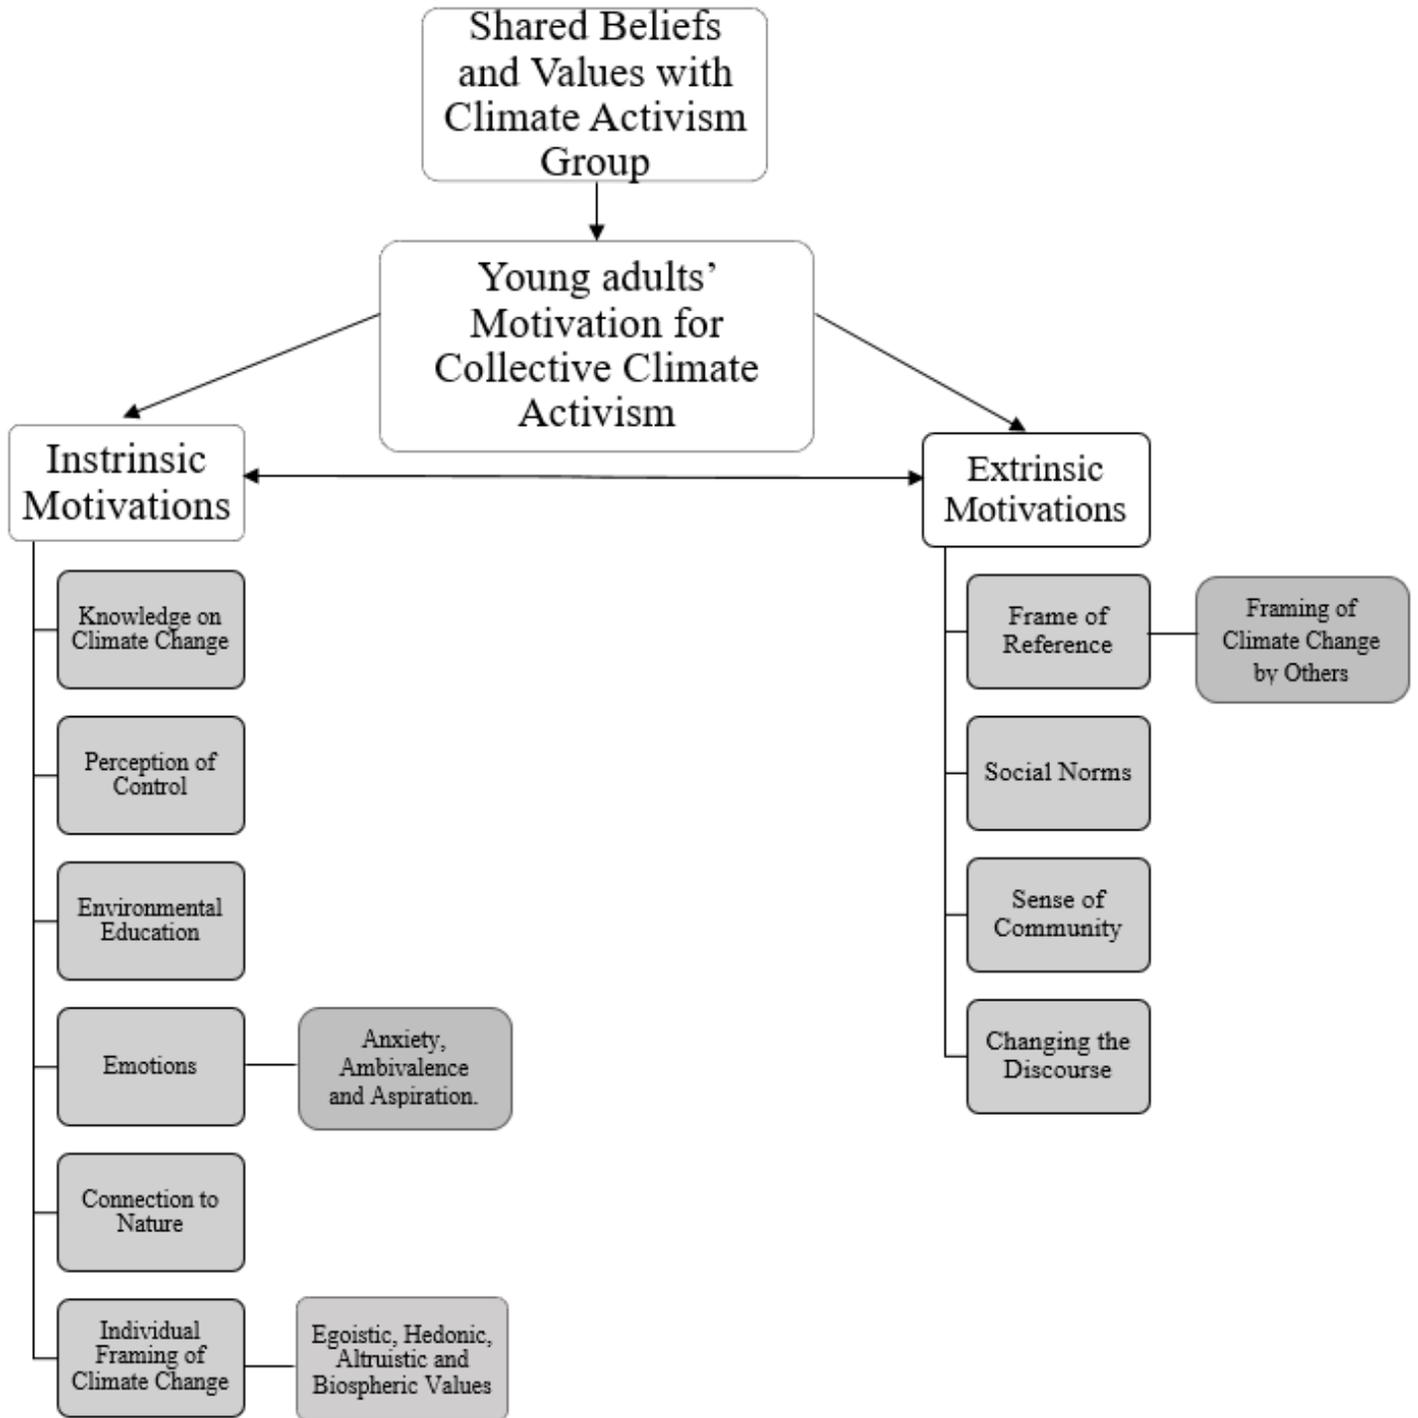 Shared Beliefs
and Values with
Climate Activism
Group
Young adults’
Motivation for
Collective Climate
Activism
Instrinsic
Motivations
Extrinsic
Motivations
Knowledge on
Climate Change
Perception of
Control
Environmental
Education
Emotions
Anxiety,
Ambivalence
and Aspiration.
Connection to
Nature
Individual
Framing of
Climate Change
Egoistic, Hedonic,
Altruistic and
Biospheric Values
Frame of
Reference
Framing of
Climate Change
by Others
Social Norms
Sense of
Community
Changing the
Discourse